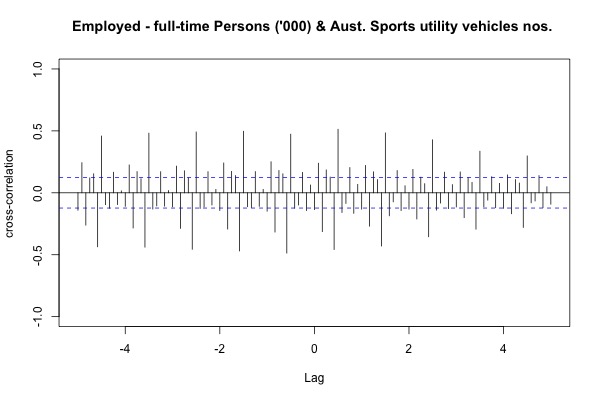 Employed - full-time Persons ('000) & Aust. Sports utility vehicles nos.
1.0
0.5
0.0
-0.5
-1.0
cross-correlation
-4 -2 0 2 4
Lag